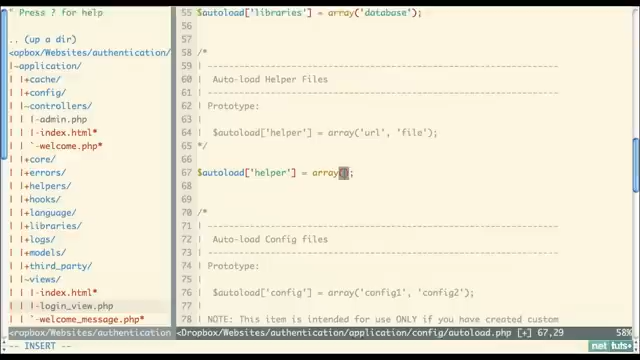 " Press ? for help
.. (up a dir)
<opbox/Websites/authentication/
|~application/
| |+cache/
| |+config/
| |~controllers/
| | |-admin.php
| | |-index.html*
| | `-welcome.php*
| |+core/
| |+errors/
| |+helpers/
| |+hooks/
| |+language/
| |+libraries/
| |+logs/
| |+models/
| |+third_party/
| |~views/
| | |-index.html*
| | |-login_view.php
| | `-welcome_message.php*
<ropbox/Websites/authentication
-- INSERT --
55 $autoload['libraries'] = array('database');
56
57
58 /*
59 | -------------------------------------------------------------------
60 |  Auto-load Helper Files
61 | -------------------------------------------------------------------
62 | Prototype:
63 |
64 |  $autoload['helper'] = array('url', 'file');
65 */
66
67 $autoload['helper'] = array();
68
69
70 /*
71 | -------------------------------------------------------------------
72 |  Auto-load Config files
73 | -------------------------------------------------------------------
74 | Prototype:
75 |
76 |  $autoload['config'] = array('config1', 'config2');
77 |
78 | NOTE: This item is intended for use ONLY if you have created custom
<Dropbox/Websites/authentication/application/config/autoload.php [+] 67,29 58%
net tuts+